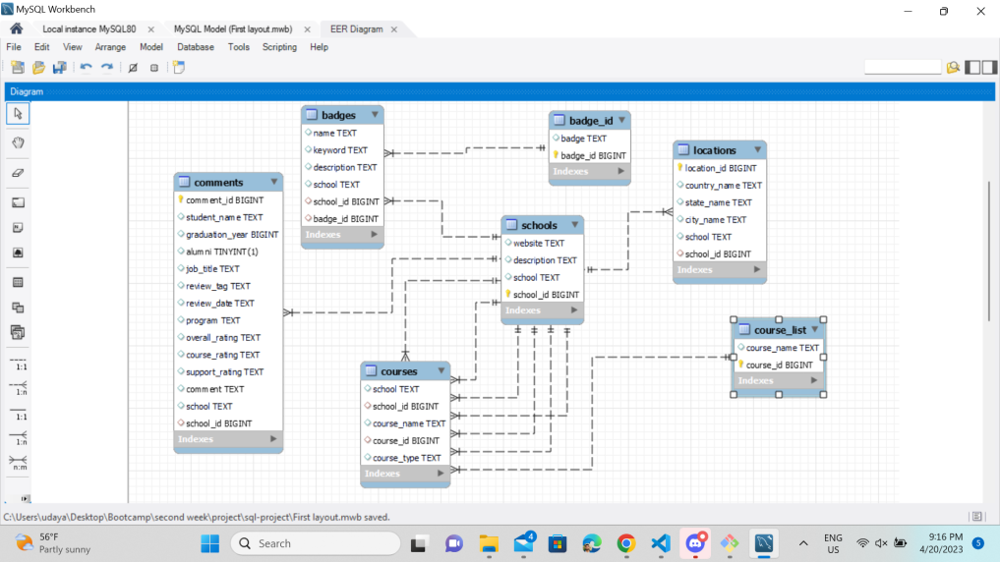 MySQL Workbench
Local instance MySQL80
MySQL Model (First layout.mwb)
EER Diagram
File Edit View Arrange Model Database Tools Scripting Help
Diagram
badges
name TEXT
keyword TEXT
description TEXT
school TEXT
school_id BIGINT
badge_id BIGINT
Indexes
badge_id
badge TEXT
badge_id BIGINT
Indexes
locations
location_id BIGINT
country_name TEXT
state_name TEXT
city_name TEXT
school TEXT
school_id BIGINT
Indexes
comments
comment_id BIGINT
student_name TEXT
graduation_year BIGINT
alumni TINYINT(1)
job_title TEXT
review_tag TEXT
review_date TEXT
program TEXT
overall_rating TEXT
course_rating TEXT
support_rating TEXT
comment TEXT
school TEXT
school_id BIGINT
Indexes
schools
website TEXT
description TEXT
school TEXT
school_id BIGINT
Indexes
course_list
course_name TEXT
course_id BIGINT
Indexes
courses
school TEXT
school_id BIGINT
course_name TEXT
course_id BIGINT
course_type TEXT
Indexes
1:1
1:n
1:1
1:n
n:m
C:\Users\udaya\Desktop\Bootcamp\second week\project\sql-project\First layout.mwb saved.
56°F
Partly sunny
Search
4
ENG
US
9:16 PM
4/20/2023
5